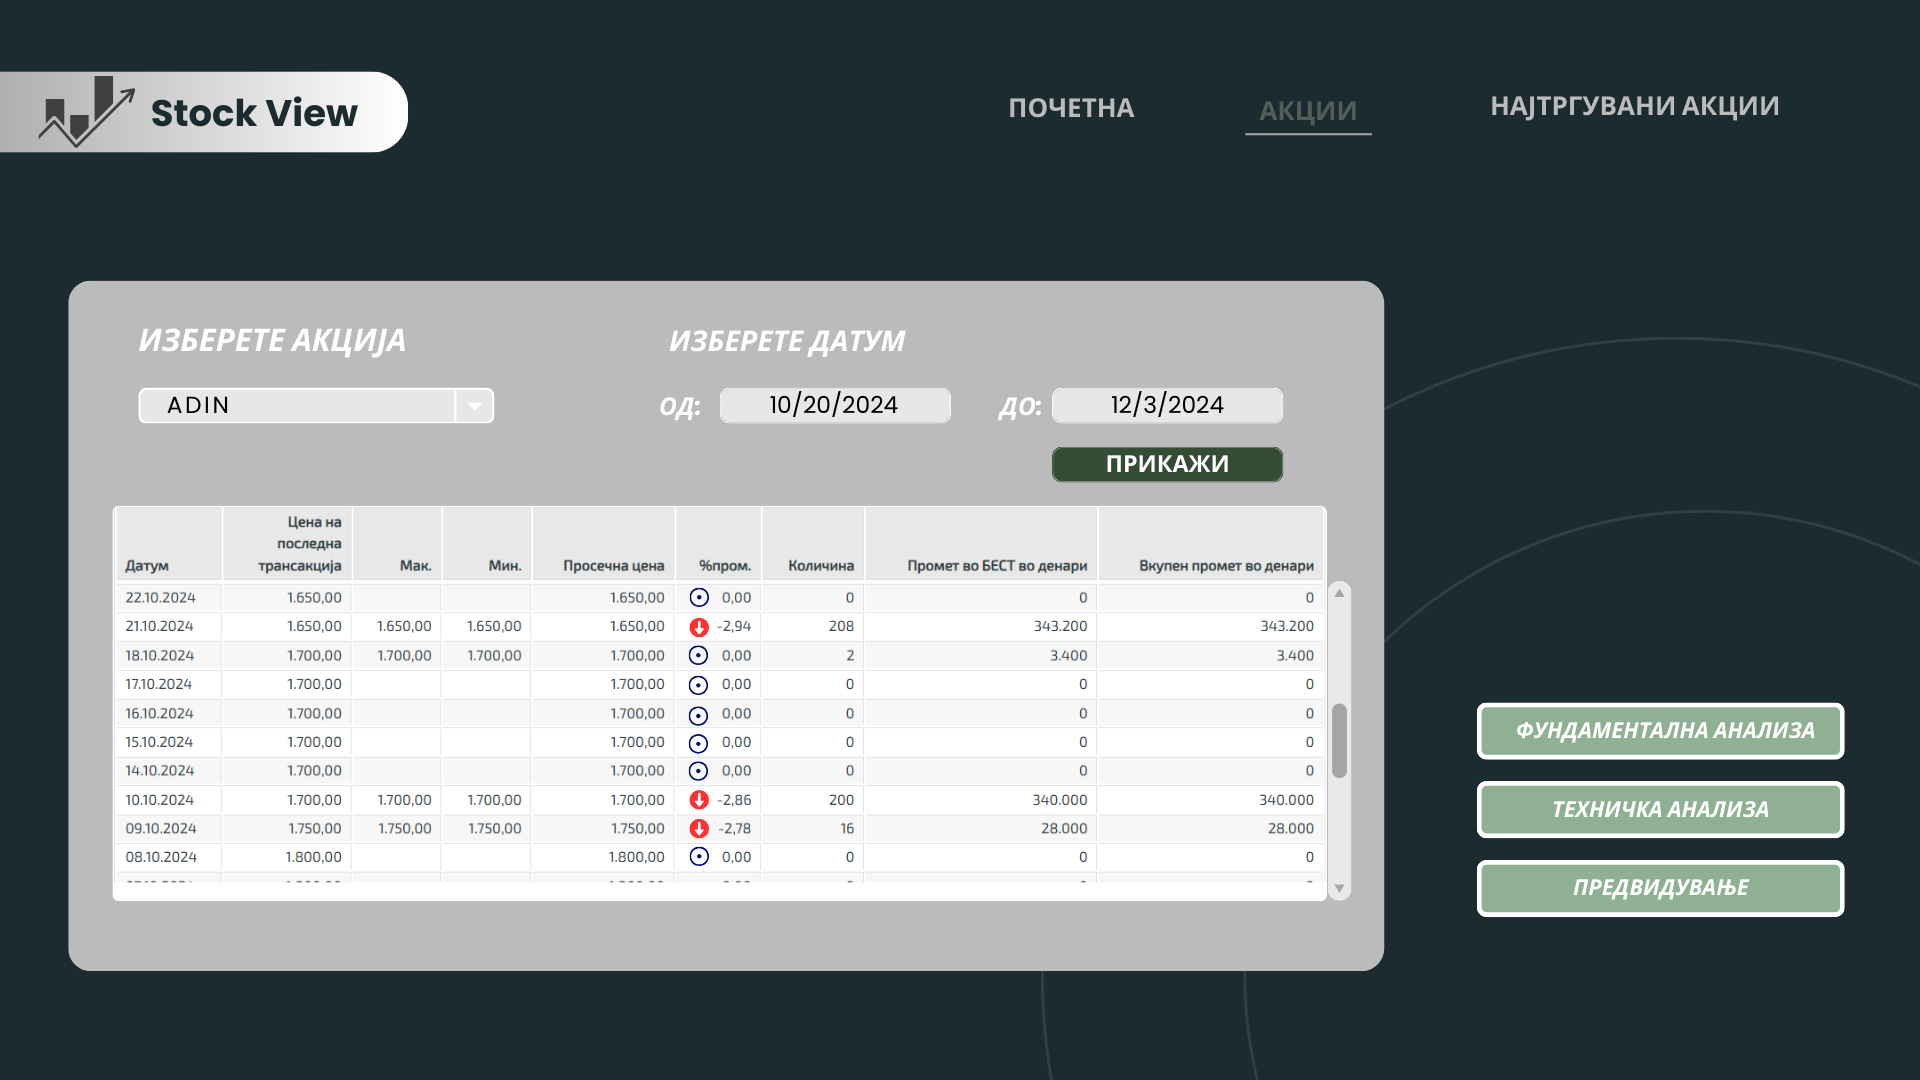 Stock View
ПОЧЕТНА АКЦИИ НАЈТРГУВАНИ АКЦИИ
ИЗБЕРЕТЕ АКЦИЈА ИЗБЕРЕТЕ ДАТУМ
ADIN ОД: 10/20/2024 ДО: 12/3/2024
ПРИКАЖИ
Датум Цена на последна трансакција Мак. Мин. Просечна цена %пром. Количина Промет во БЕСТ во денари Вкупен промет во денари
22.10.2024 1.650,00 1.650,00 0,00 0 0 0
21.10.2024 1.650,00 1.650,00 1.650,00 1.650,00 -2,94 208 343.200 343.200
18.10.2024 1.700,00 1.700,00 1.700,00 1.700,00 0,00 2 3.400 3.400
17.10.2024 1.700,00 1.700,00 0,00 0 0 0
16.10.2024 1.700,00 1.700,00 0,00 0 0 0
15.10.2024 1.700,00 1.700,00 0,00 0 0 0
14.10.2024 1.700,00 1.700,00 0,00 0 0 0
10.10.2024 1.700,00 1.700,00 1.700,00 1.700,00 -2,86 200 340.000 340.000
09.10.2024 1.750,00 1.750,00 1.750,00 1.750,00 -2,78 16 28.000 28.000
08.10.2024 1.800,00 1.800,00 0,00 0 0 0
ФУНДАМЕНТАЛНА АНАЛИЗА
ТЕХНИЧКА АНАЛИЗА
ПРЕДВИДУВАЊЕ